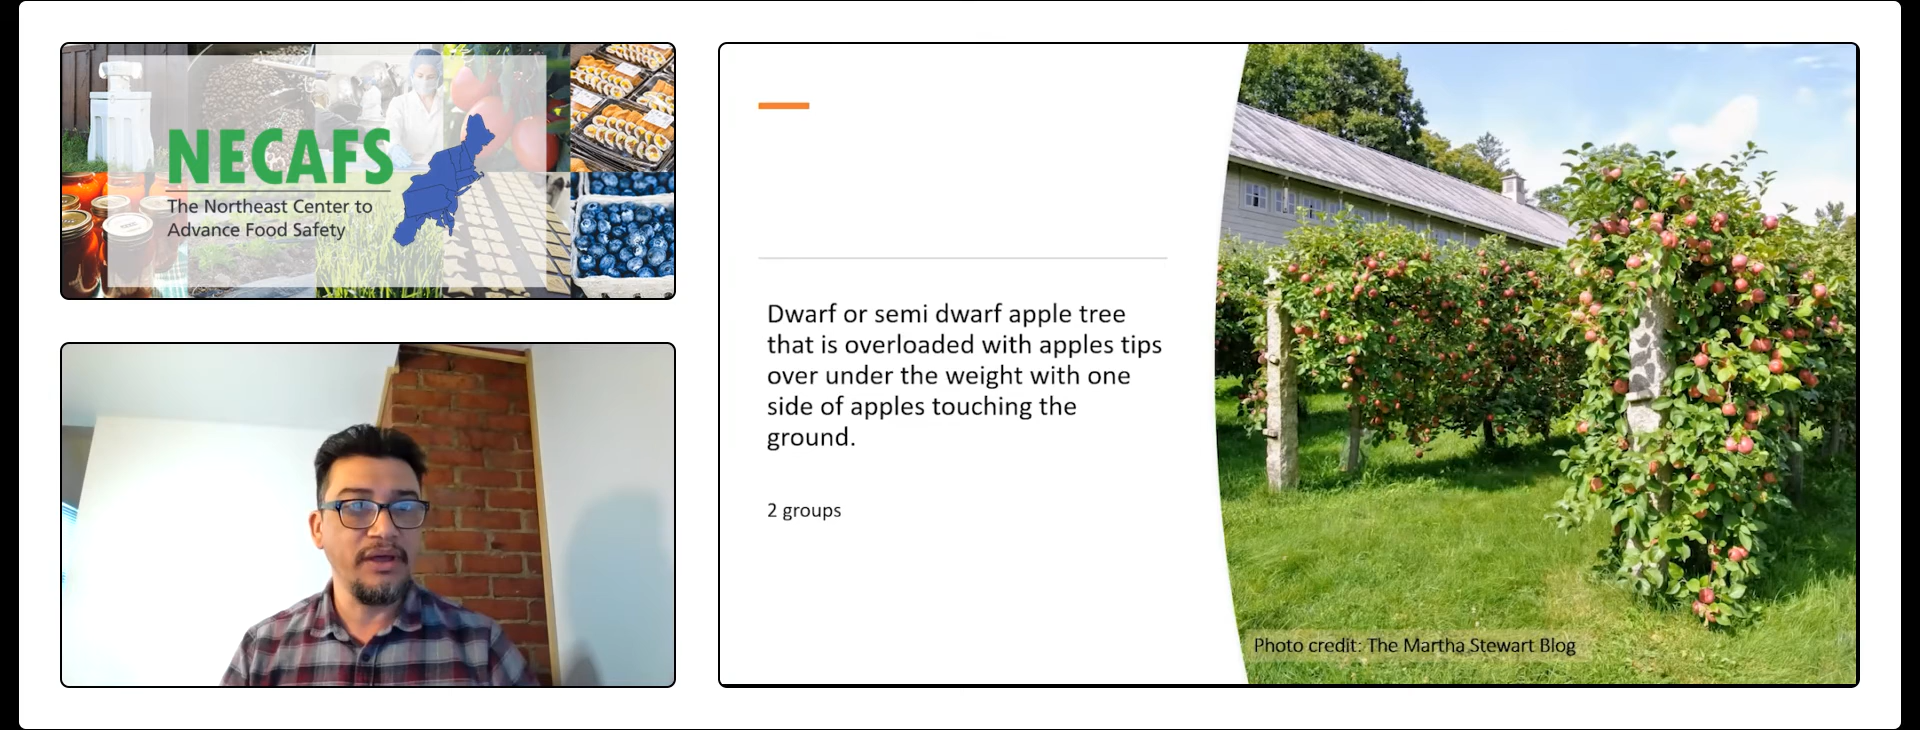 NECAFS
The Northeast Center to
Advance Food Safety
Dwarf or semi dwarf apple tree
that is overloaded with apples tips
over under the weight with one
side of apples touching the
ground.
2 groups
Photo credit: The Martha Stewart Blog